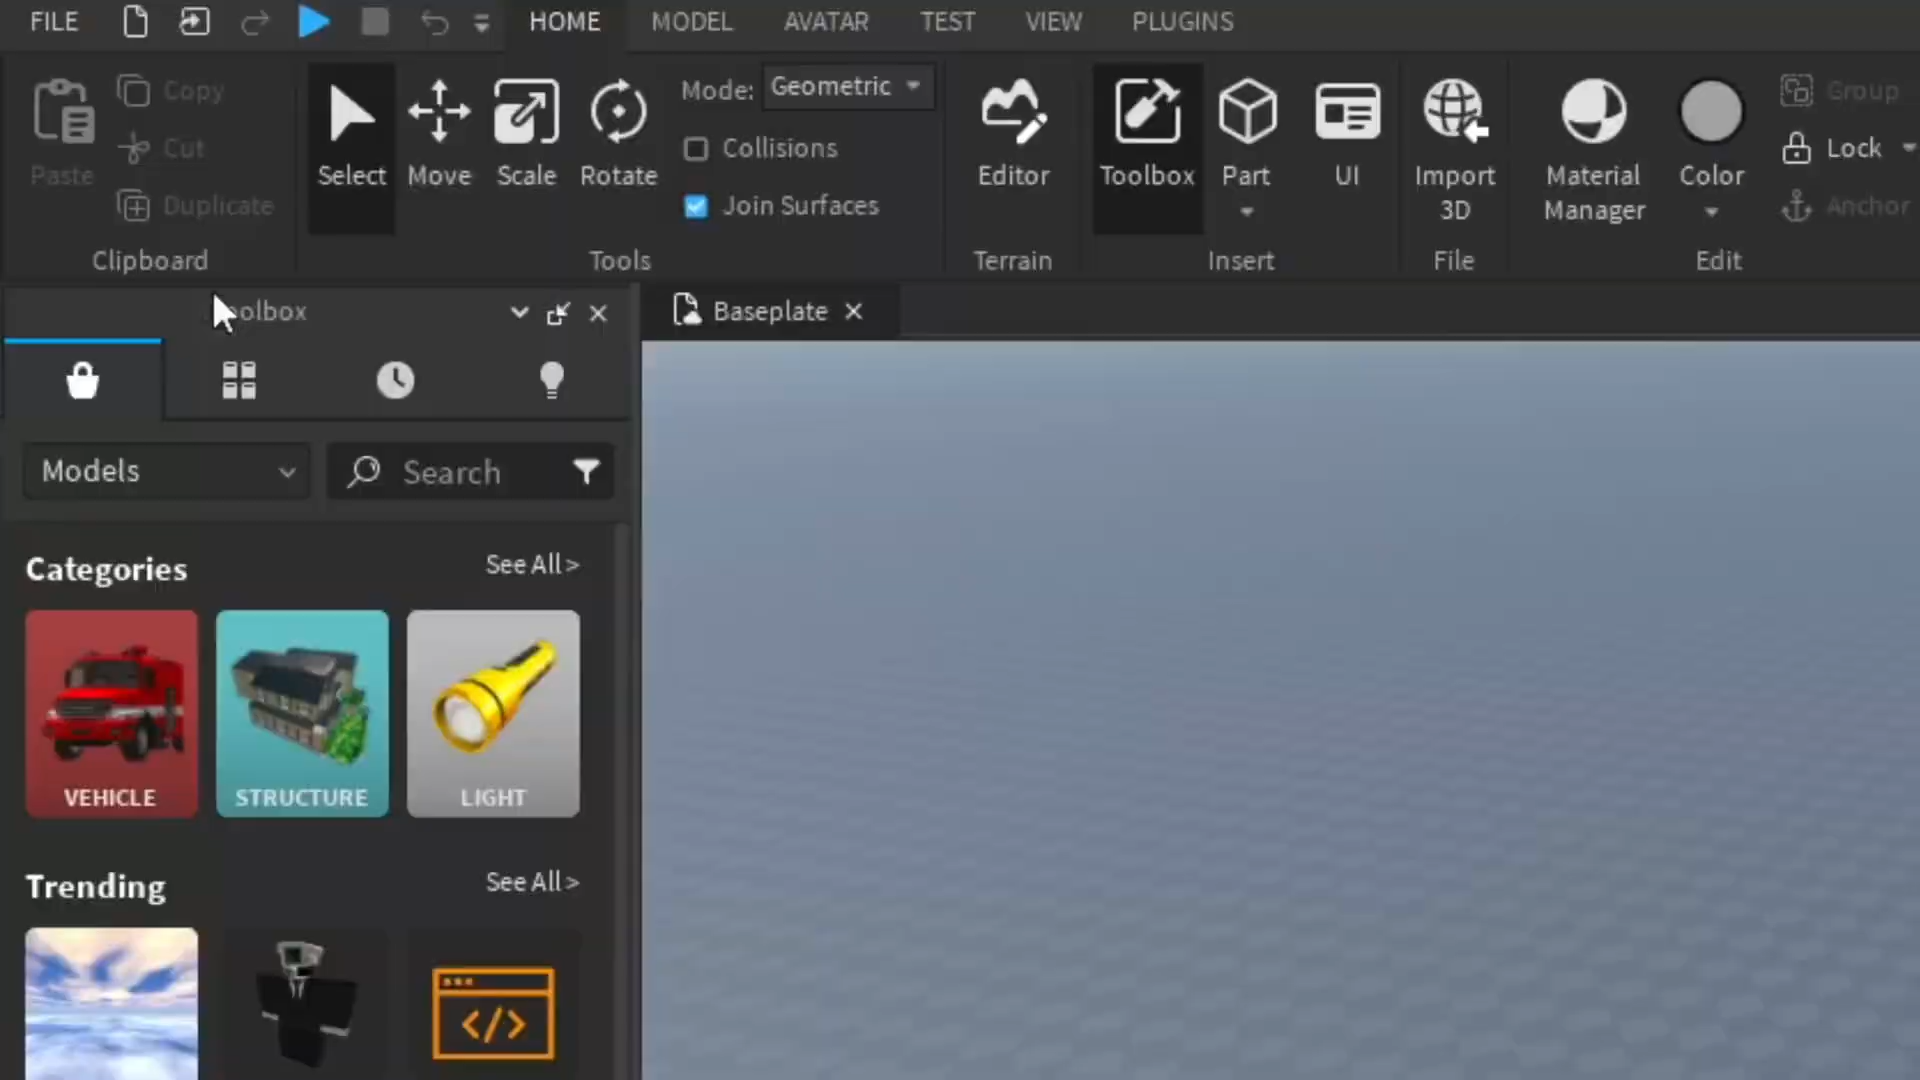 FILE HOME MODEL AVATAR TEST VIEW PLUGINS
Paste Copy Cut Duplicate
Clipboard
Select Move Scale Rotate
Mode: Geometric
Collisions
Join Surfaces
Tools
Editor
Terrain
Toolbox Part UI
Insert
Import
3D
File
Material
Manager
Color
Group
Lock
Anchor
Edit
olbox
Baseplate
Models Search
Categories See All >
VEHICLE STRUCTURE LIGHT
Trending See All >